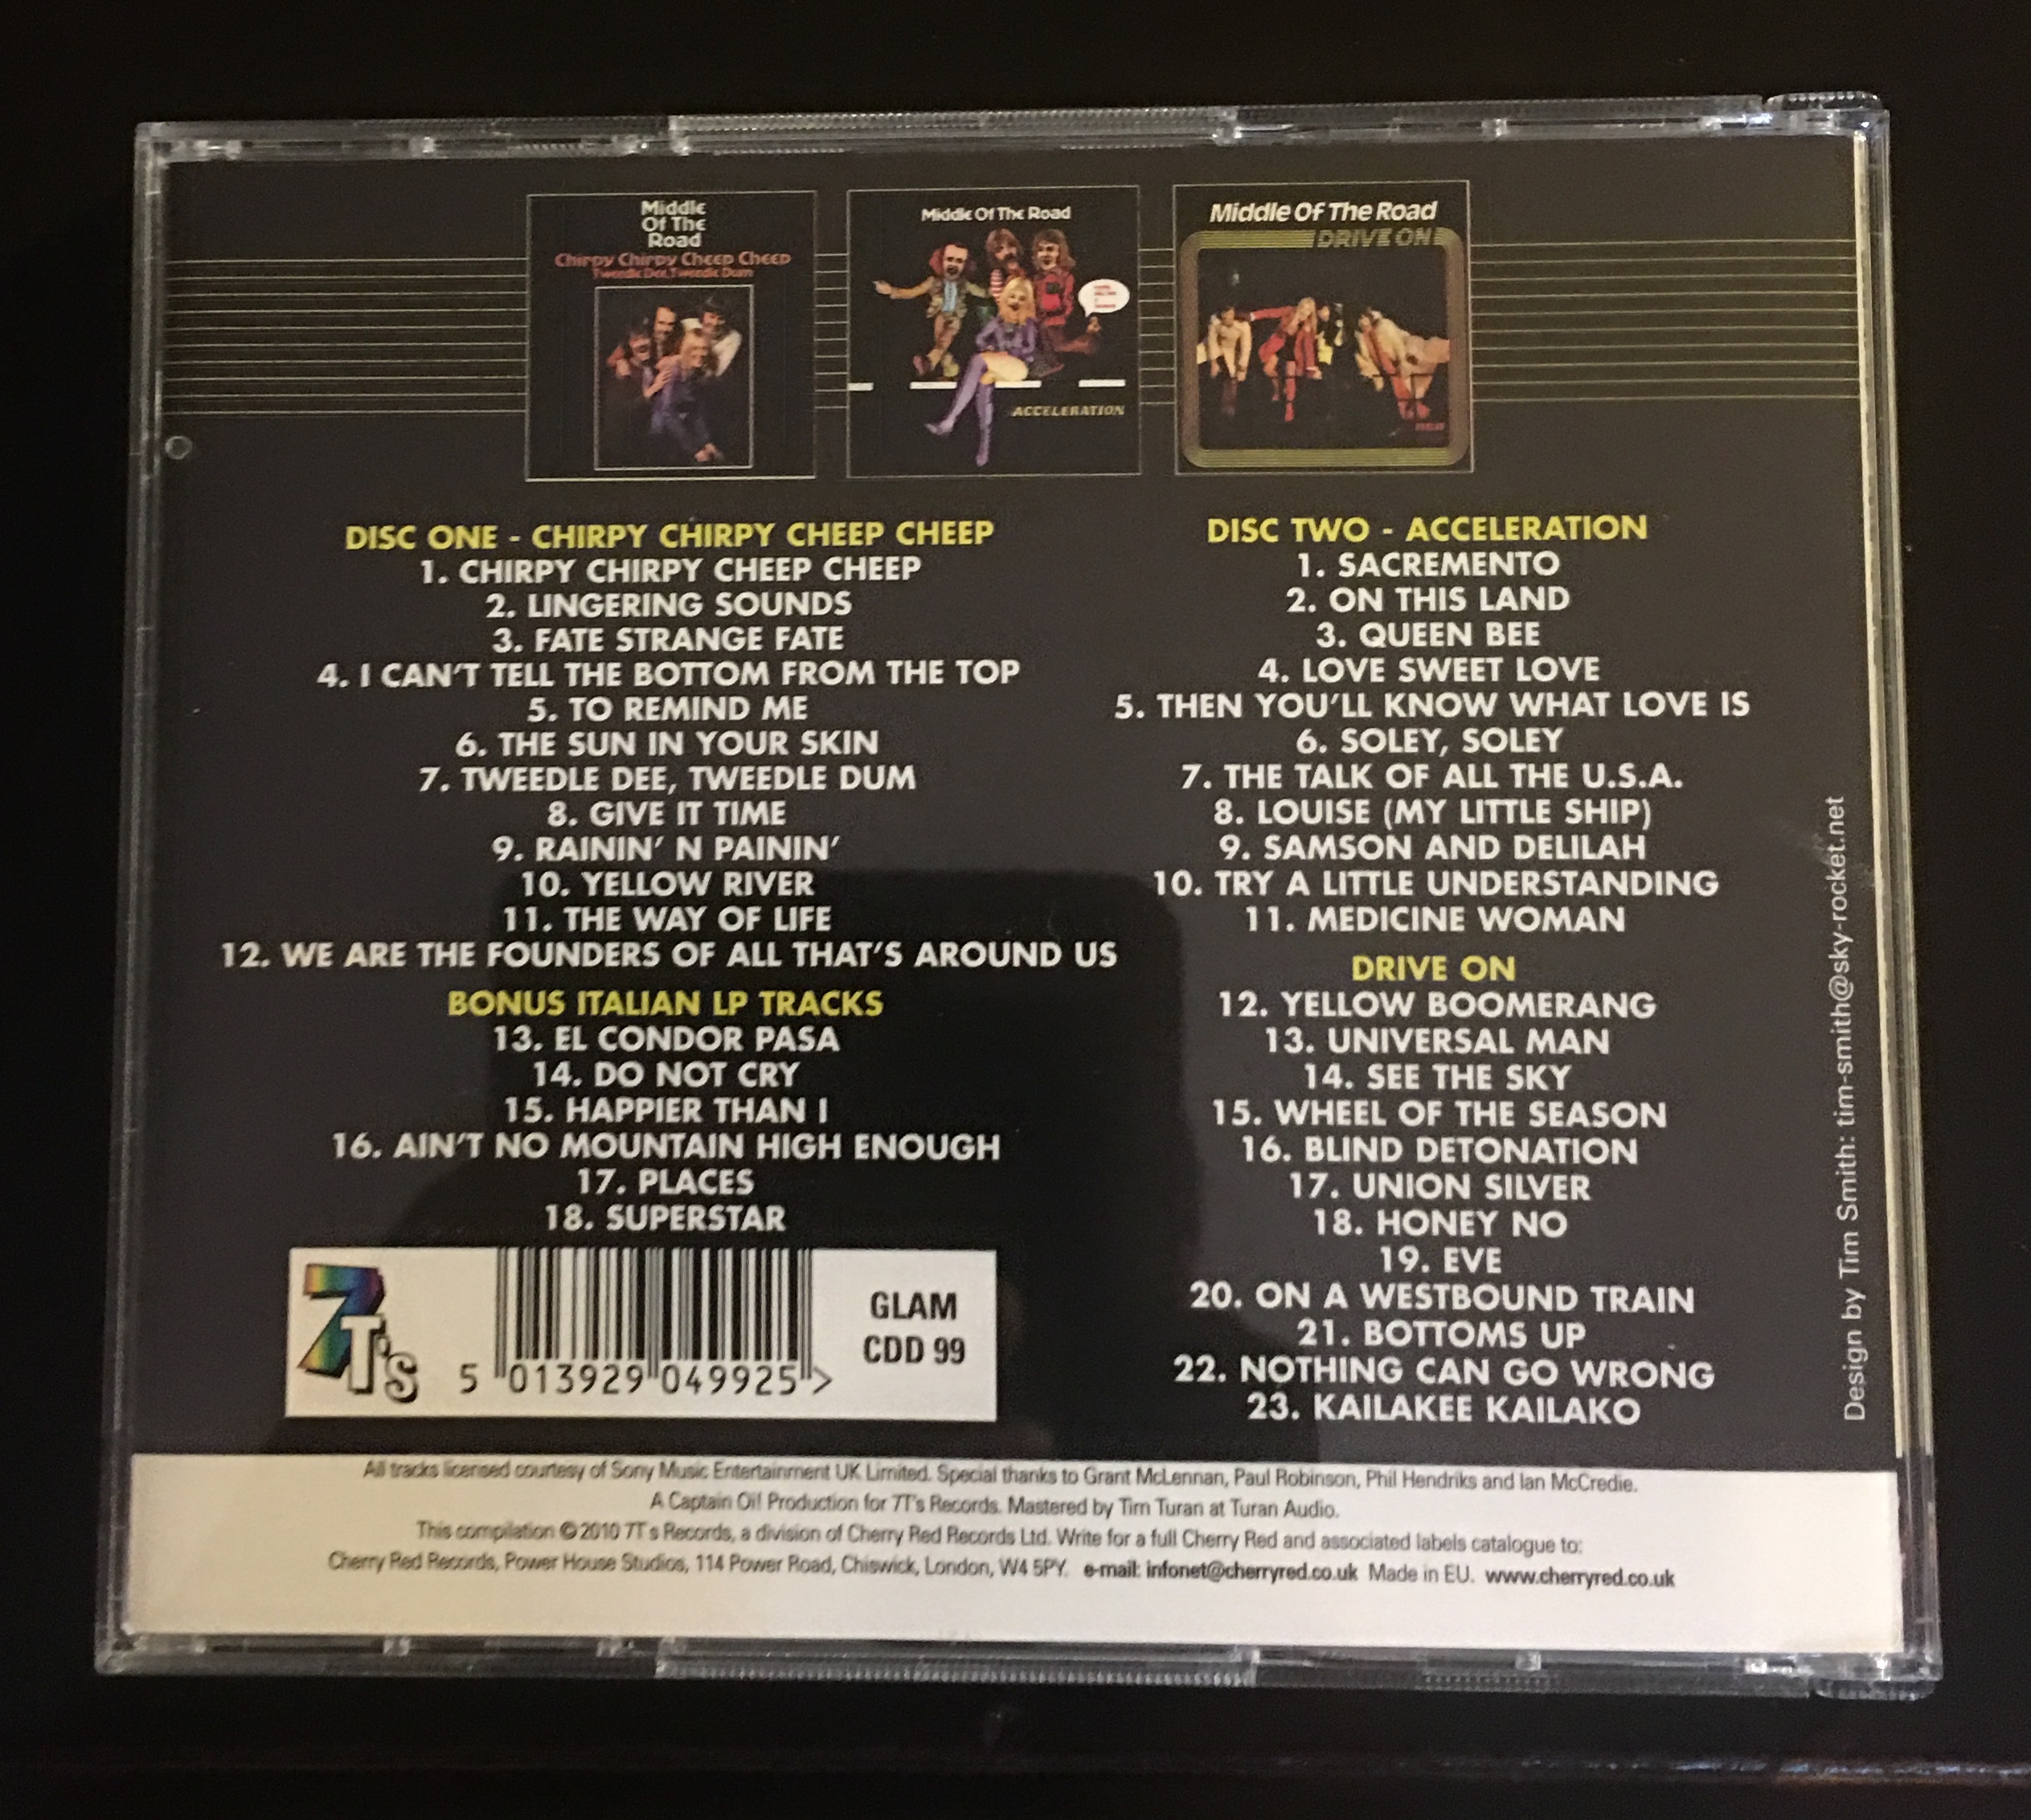 Middle
Of The
Road
Chirpy Chirpy Cheep Cheep
Tweedle Dee, Tweedle Dum
Middle Of The Road
ACCELERATION
Middle Of The Road
DRIVE ON
DISC ONE - CHIRPY CHIRPY CHEEP CHEEP
1. CHIRPY CHIRPY CHEEP CHEEP
2. LINGERING SOUNDS
3. FATE STRANGE FATE
4. I CAN'T TELL THE BOTTOM FROM THE TOP
5. TO REMIND ME
6. THE SUN IN YOUR SKIN
7. TWEEDLE DEE, TWEEDLE DUM
8. GIVE IT TIME
9. RAININ' N PAININ'
10. YELLOW RIVER
11. THE WAY OF LIFE
12. WE ARE THE FOUNDERS OF ALL THAT'S AROUND US
BONUS ITALIAN LP TRACKS
13. EL CONDOR PASA
14. DO NOT CRY
15. HAPPIER THAN I
16. AIN'T NO MOUNTAIN HIGH ENOUGH
17. PLACES
18. SUPERSTAR
DISC TWO - ACCELERATION
1. SACREMENTO
2. ON THIS LAND
3. QUEEN BEE
4. LOVE SWEET LOVE
5. THEN YOU'LL KNOW WHAT LOVE IS
6. SOLEY, SOLEY
7. THE TALK OF ALL THE U.S.A.
8. LOUISE (MY LITTLE SHIP)
9. SAMSON AND DELILAH
10. TRY A LITTLE UNDERSTANDING
11. MEDICINE WOMAN
DRIVE ON
12. YELLOW BOOMERANG
13. UNIVERSAL MAN
14. SEE THE SKY
15. WHEEL OF THE SEASON
16. BLIND DETONATION
17. UNION SILVER
18. HONEY NO
19. EVE
20. ON A WESTBOUND TRAIN
21. BOTTOMS UP
22. NOTHING CAN GO WRONG
23. KAILAKEE KAILAKO
7T's
5 013929 049925 >
GLAM
CDD 99
Design by Tim Smith: tim-smith@sky-rocket.net
All tracks licensed courtesy of Sony Music Entertainment UK Limited. Special thanks to Grant McLennan, Paul Robinson, Phil Hendriks and Ian McCredie.
A Captain Oi! Production for 7T's Records. Mastered by Tim Turan at Turan Audio.
This compilation © 2010 7T's Records, a division of Cherry Red Records Ltd. Write for a full Cherry Red and associated labels catalogue to:
Cherry Red Records, Power House Studios, 114 Power Road, Chiswick, London, W4 5PY. e-mail: infonet@cherryred.co.uk Made in EU. www.cherryred.co.uk